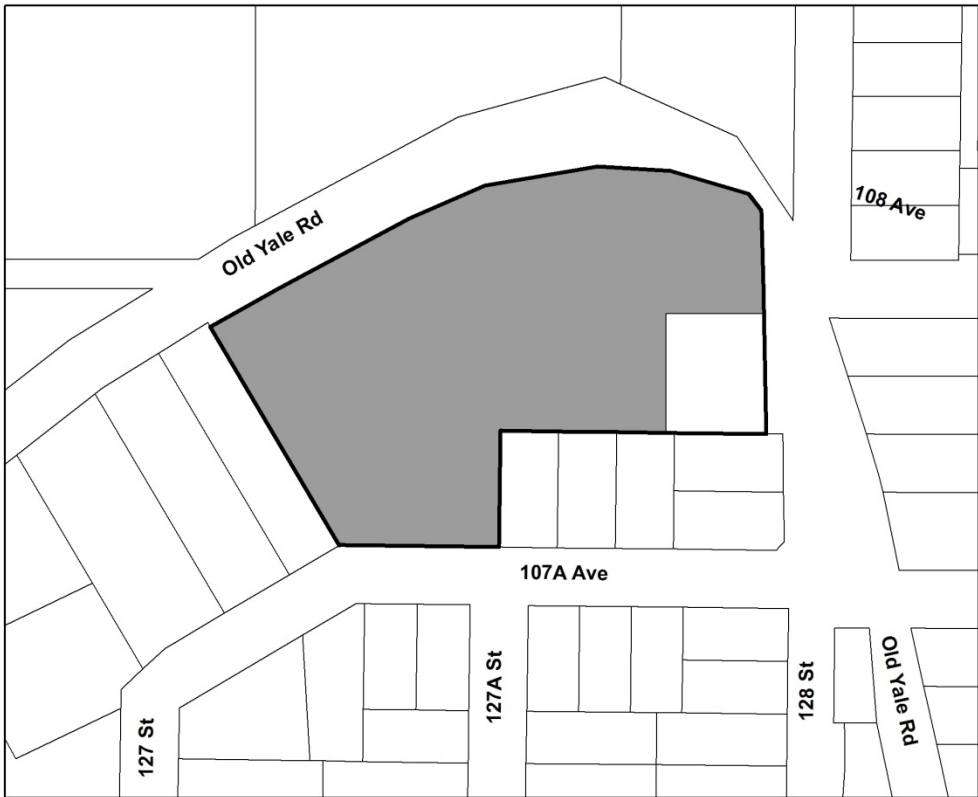 108 Ave
Old Yale Rd
107A Ave
127 St
127A St
128 St
Old Yale Rd